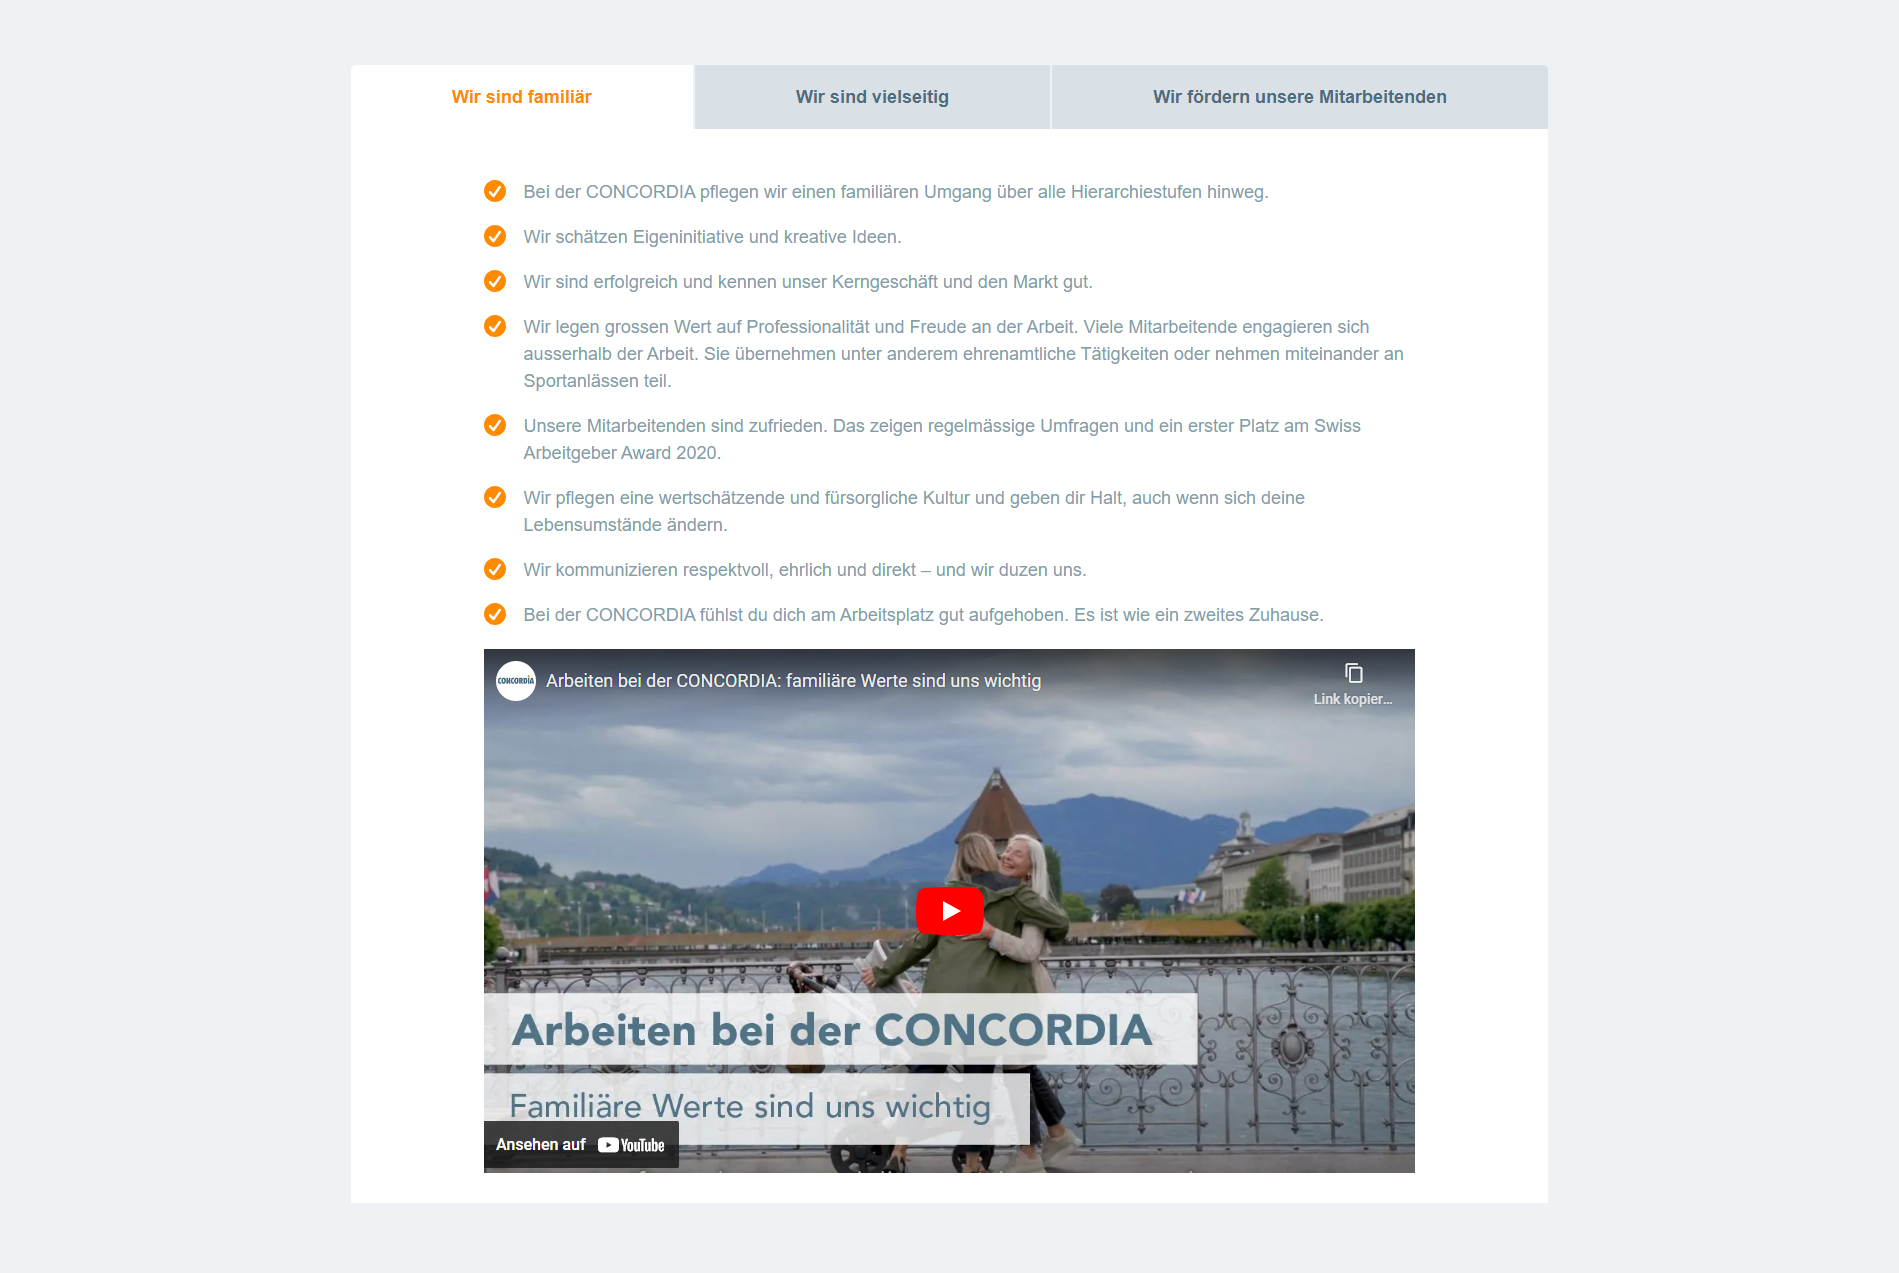 Wir sind familiär
Wir sind vielseitig
Wir fördern unsere Mitarbeitenden
Bei der CONCORDIA pflegen wir einen familiären Umgang über alle Hierarchiestufen hinweg.
Wir schätzen Eigeninitiative und kreative Ideen.
Wir sind erfolgreich und kennen unser Kerngeschäft und den Markt gut.
Wir legen grossen Wert auf Professionalität und Freude an der Arbeit. Viele Mitarbeitende engagieren sich
ausserhalb der Arbeit. Sie übernehmen unter anderem ehrenamtliche Tätigkeiten oder nehmen miteinander an
Sportanlässen teil.
Unsere Mitarbeitenden sind zufrieden. Das zeigen regelmässige Umfragen und ein erster Platz am Swiss
Arbeitgeber Award 2020.
Wir pflegen eine wertschätzende und fürsorgliche Kultur und geben dir Halt, auch wenn sich deine
Lebensumstände ändern.
Wir kommunizieren respektvoll, ehrlich und direkt – und wir duzen uns.
Bei der CONCORDIA fühlst du dich am Arbeitsplatz gut aufgehoben. Es ist wie ein zweites Zuhause.
CONCORDIA
Arbeiten bei der CONCORDIA: familiäre Werte sind uns wichtig
Link kopier...
Arbeiten bei der CONCORDIA
Familiäre Werte sind uns wichtig
Ansehen auf YouTube